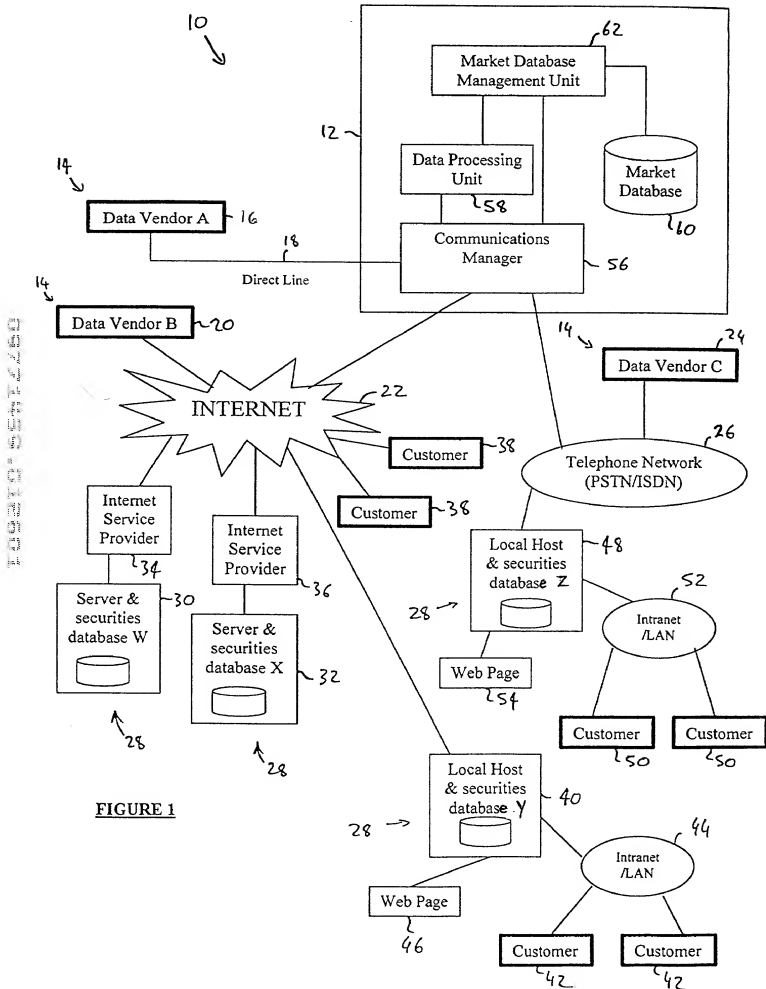 10
62
Market Database
Management Unit
12
Data Processing
Unit
58
Market
Database
60
14
Data Vendor A
16
18
Direct Line
Communications
Manager
56
14
Data Vendor B
20
22
INTERNET
14
24
Data Vendor C
26
Telephone Network
(PSTN/ISDN)
Customer
38
Customer
38
Internet
Service
Provider
34
Internet
Service
Provider
36
Server &
securities
database W
30
28
Server &
securities
database X
32
28
Local Host
& securities
database Z
48
28
Web Page
54
52
Intranet
/LAN
Customer
50
Customer
50
FIGURE 1
Local Host
& securities
database Y
40
28
Web Page
46
44
Intranet
/LAN
Customer
42
Customer
42